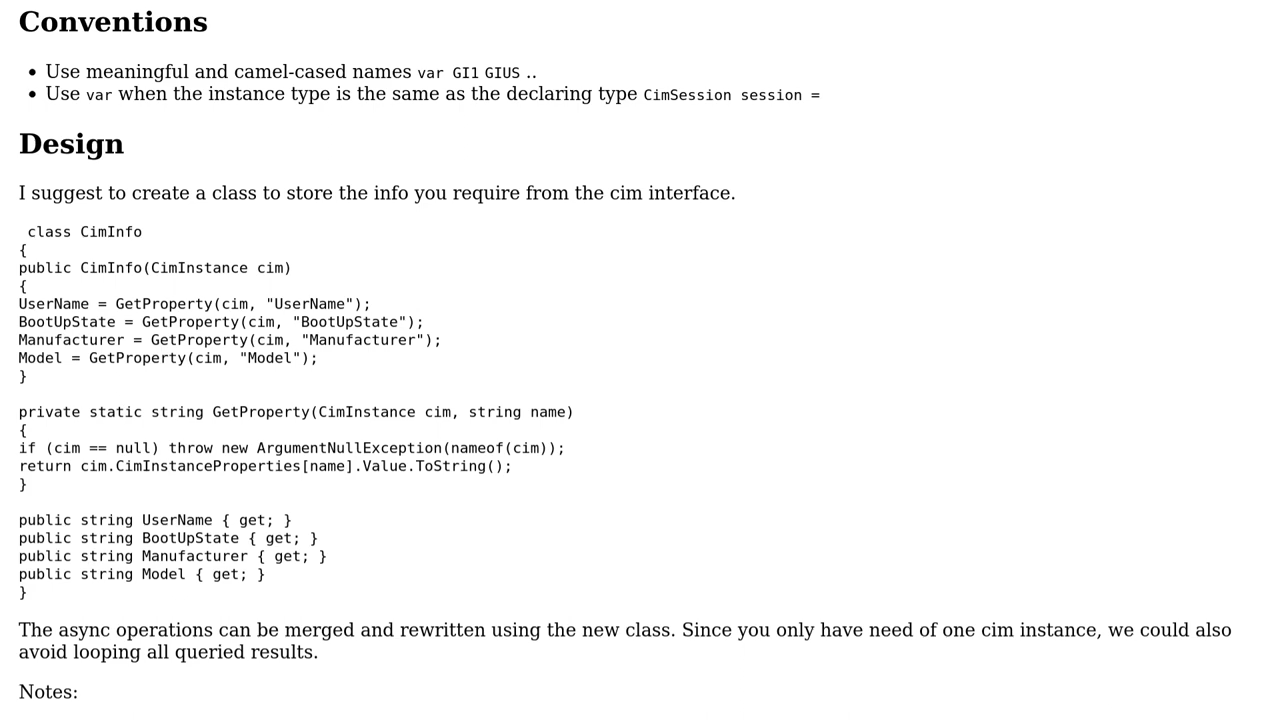 Conventions
• Use meaningful and camel-cased names var GI1 GIUS ..
• Use var when the instance type is the same as the declaring type CimSession session =
Design
I suggest to create a class to store the info you require from the cim interface.
class CimInfo
{
public CimInfo(CimInstance cim)
{
UserName = GetProperty(cim, "UserName");
BootUpState = GetProperty(cim, "BootUpState");
Manufacturer = GetProperty(cim, "Manufacturer");
Model = GetProperty(cim, "Model");
}
private static string GetProperty(CimInstance cim, string name)
{
if (cim == null) throw new ArgumentNullException(nameof(cim));
return cim.CimInstanceProperties[name].Value.ToString();
}
public string UserName { get; }
public string BootUpState { get; }
public string Manufacturer { get; }
public string Model { get; }
}
The async operations can be merged and rewritten using the new class. Since you only have need of one cim instance, we could also
avoid looping all queried results.
Notes: